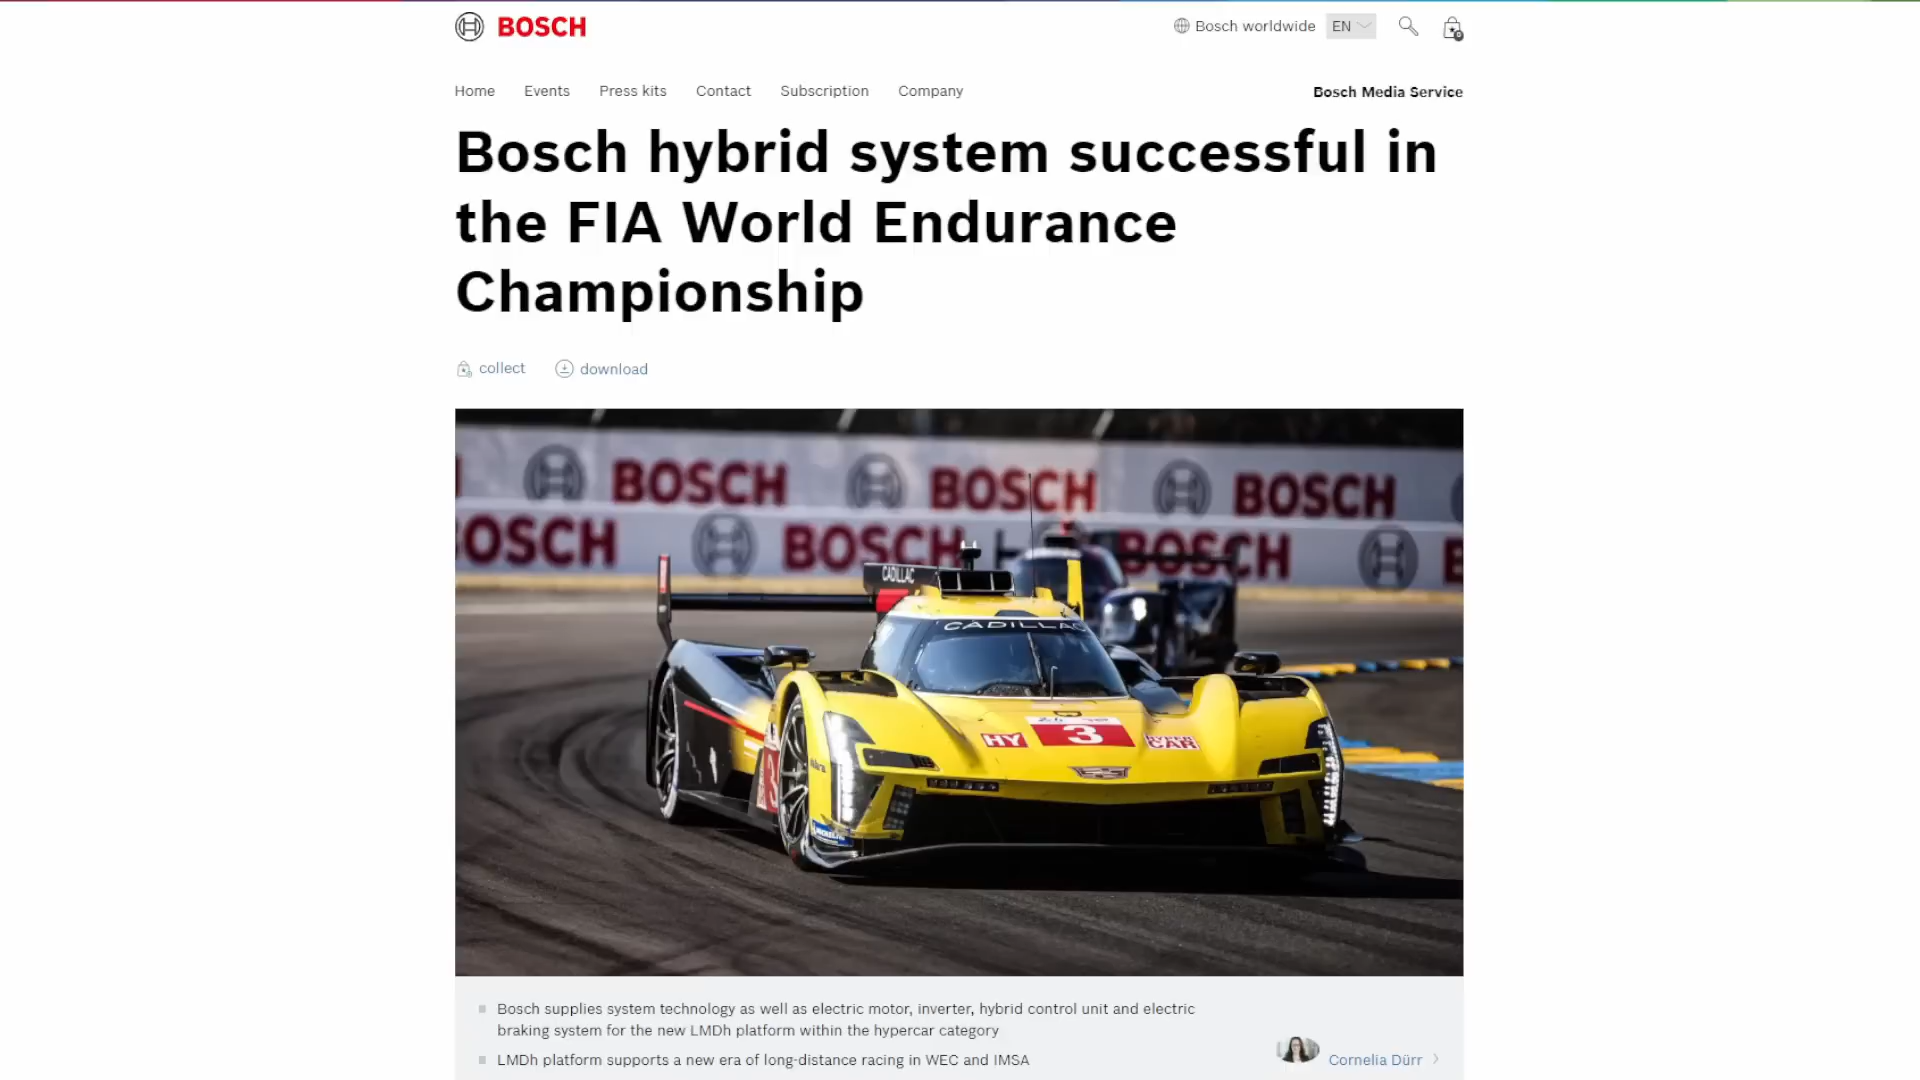 BOSCH
Bosch worldwide
EN
Home
Events
Press kits
Contact
Subscription
Company
Bosch Media Service
Bosch hybrid system successful in
the FIA World Endurance
Championship
collect
download
BOSCH BOSCH BOSCH
BOSCH BOSCH BOSCH
CADILLAC
CADILLAC
HY
3
HYPER
CAR
3
Bosch supplies system technology as well as electric motor, inverter, hybrid control unit and electric
braking system for the new LMDh platform within the hypercar category
LMDh platform supports a new era of long-distance racing in WEC and IMSA
Cornelia Dürr